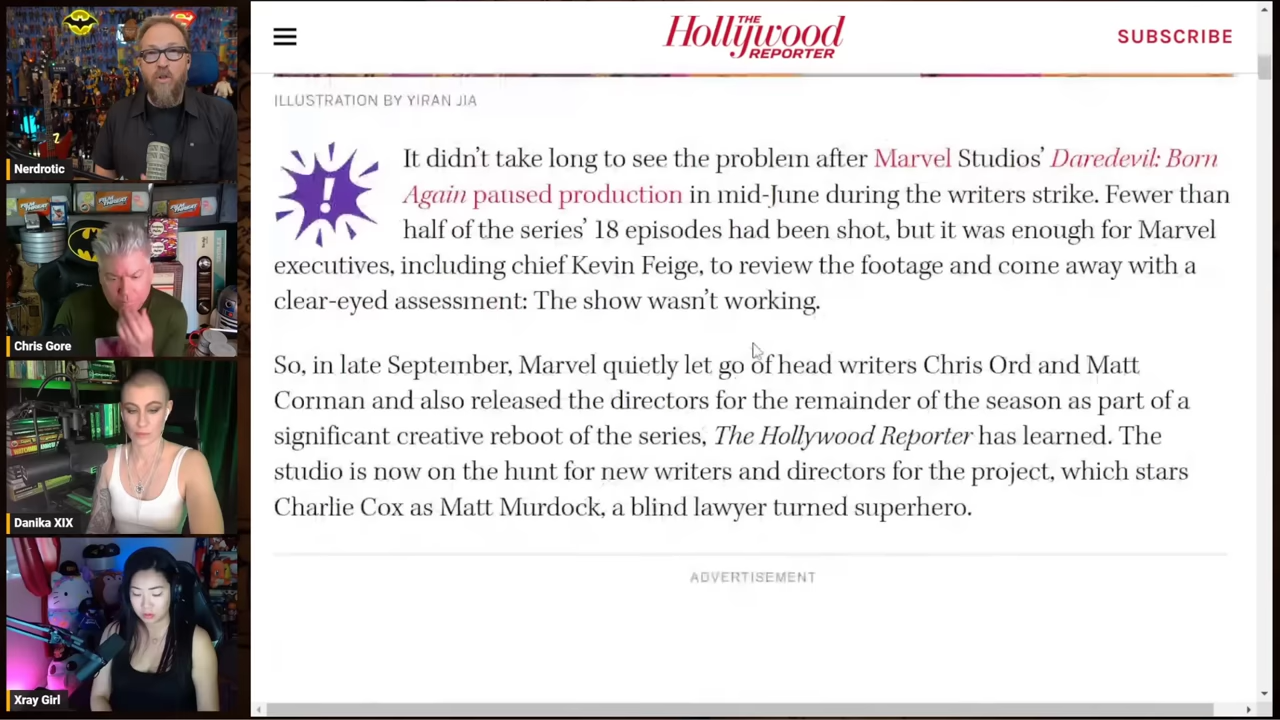 THE
Hollywood
REPORTER
SUBSCRIBE
ILLUSTRATION BY YIRAN JIA
!
It didn't take long to see the problem after Marvel Studios' Daredevil: Born
Again paused production in mid-June during the writers strike. Fewer than
half of the series' 18 episodes had been shot, but it was enough for Marvel
executives, including chief Kevin Feige, to review the footage and come away with a
clear-eyed assessment: The show wasn't working.
So, in late September, Marvel quietly let go of head writers Chris Ord and Matt
Corman and also released the directors for the remainder of the season as part of a
significant creative reboot of the series, The Hollywood Reporter has learned. The
studio is now on the hunt for new writers and directors for the project, which stars
Charlie Cox as Matt Murdock, a blind lawyer turned superhero.
ADVERTISEMENT
Nerdrotic
Chris Gore
Danika XIX
Xray Girl